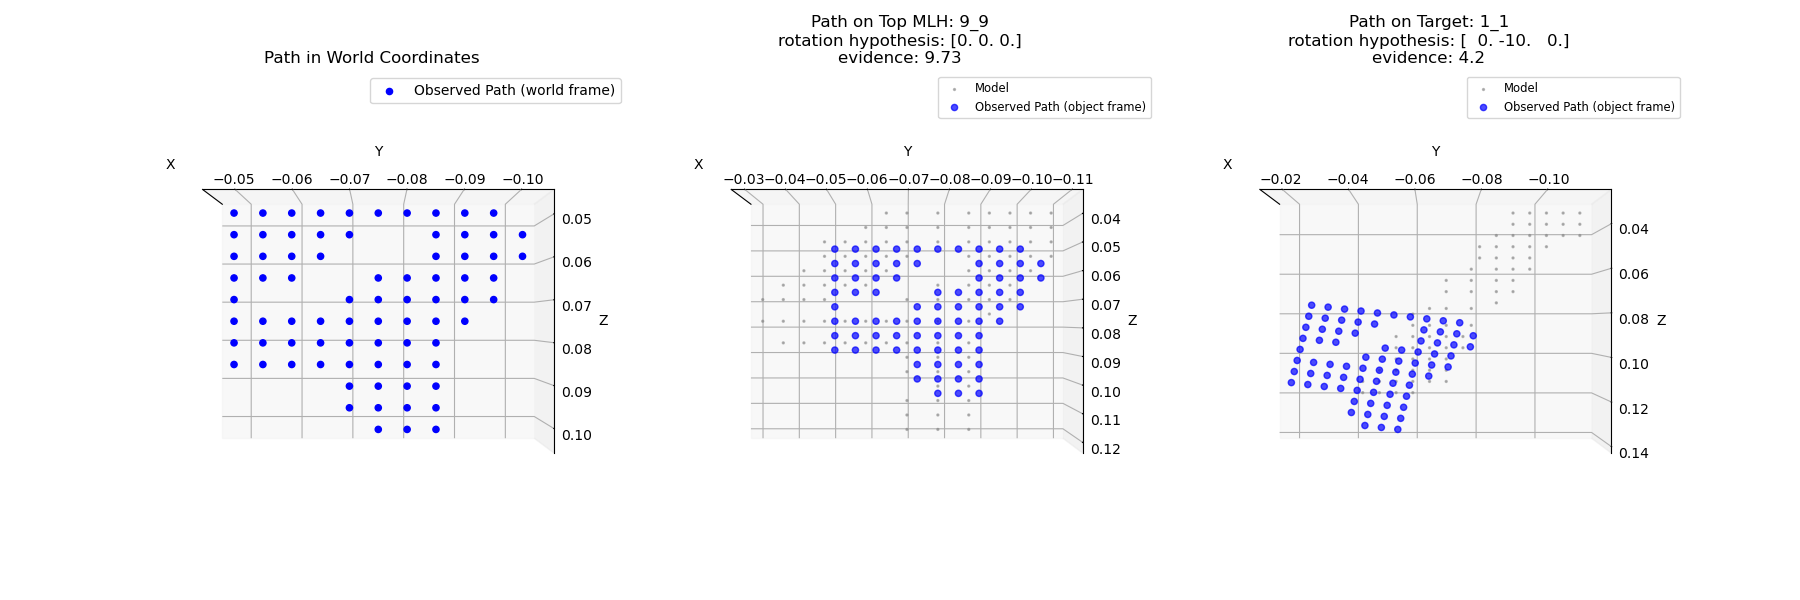 Path in World Coordinates
Observed Path (world frame)
X
Y
−0.05 −0.06 −0.07 −0.08 −0.09 −0.10
0.05
0.06
0.07
Z
0.08
0.09
0.10
Path on Top MLH: 9_9
rotation hypothesis: [0. 0. 0.]
evidence: 9.73
Model
Observed Path (object frame)
X
Y
−0.03 −0.04 −0.05 −0.06 −0.07 −0.08 −0.09 −0.10 −0.11
0.04
0.05
0.06
0.07
Z
0.08
0.09
0.10
0.11
0.12
Path on Target: 1_1
rotation hypothesis: [  0. -10.   0.]
evidence: 4.2
Model
Observed Path (object frame)
X
Y
−0.02 −0.04 −0.06 −0.08 −0.10
0.04
0.06
0.08
Z
0.10
0.12
0.14